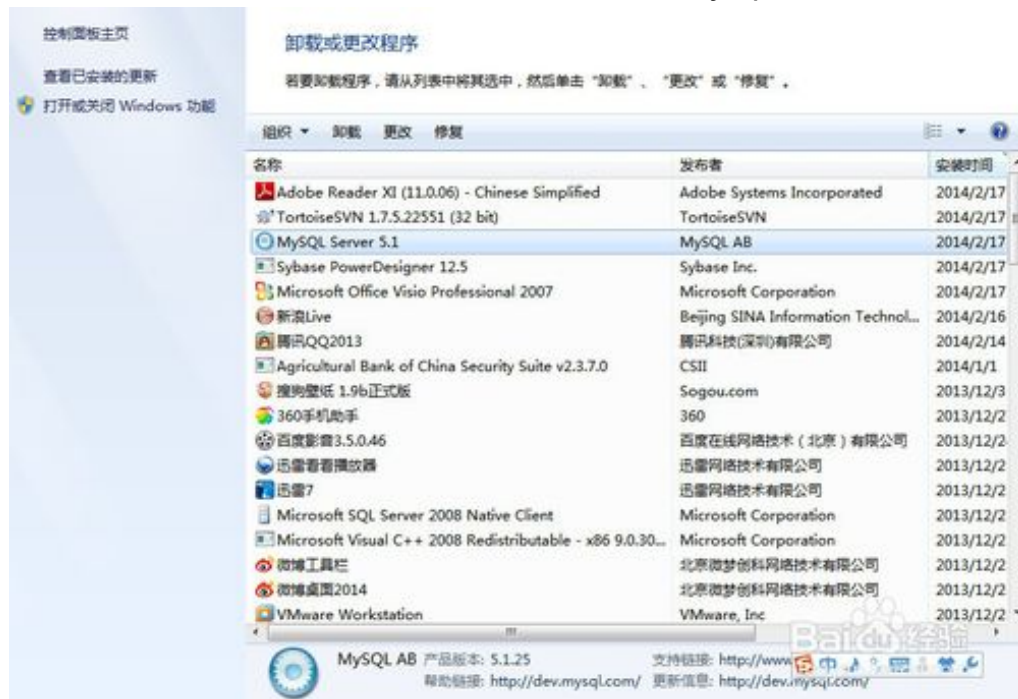 控制面板主页
卸载或更改程序
查看已安装的更新
若要卸载程序，请从列表中将其选中，然后单击“卸载”、“更改”或“修复”。
打开或关闭 Windows 功能
组织 卸载 更改 修复
名称 发布者 安装时间
Adobe Reader XI (11.0.06) - Chinese Simplified Adobe Systems Incorporated 2014/2/17
TortoiseSVN 1.7.5.22551 (32 bit) TortoiseSVN 2014/2/17
MySQL Server 5.1 MySQL AB 2014/2/17
Sybase PowerDesigner 12.5 Sybase Inc. 2014/2/17
Microsoft Office Visio Professional 2007 Microsoft Corporation 2014/2/17
新浪Live Beijing SINA Information Technol... 2014/2/16
腾讯QQ2013 腾讯科技(深圳)有限公司 2014/2/14
Agricultural Bank of China Security Suite v2.3.7.0 CSII 2014/1/1
搜狗壁纸 1.9b正式版 Sogou.com 2013/12/3
360手机助手 360 2013/12/2
百度影音3.5.0.46 百度在线网络技术（北京）有限公司 2013/12/2
迅雷看看播放器 迅雷网络技术有限公司 2013/12/2
迅雷7 迅雷网络技术有限公司 2013/12/2
Microsoft SQL Server 2008 Native Client Microsoft Corporation 2013/12/2
Microsoft Visual C++ 2008 Redistributable - x86 9.0.30... Microsoft Corporation 2013/12/2
微博工具栏 北京微梦创科网络技术有限公司 2013/12/2
微博桌面2014 北京微梦创科网络技术有限公司 2013/12/2
VMware Workstation VMware, Inc 2013/12/2
Baidu经验
MySQL AB 产品版本: 5.1.25 支持链接: http://www 中
帮助链接: http://dev.mysql.com/ 更新信息: http://dev.mysql.com/